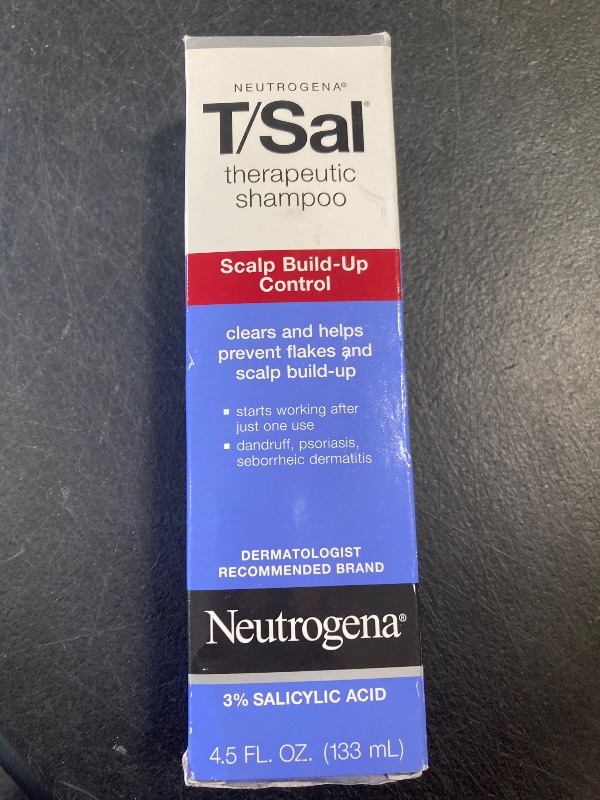 NEUTROGENA®
T/Sal®
therapeutic
shampoo
Scalp Build-Up
Control
clears and helps
prevent flakes and
scalp build-up
▪ starts working after
just one use
▪ dandruff, psoriasis,
seborrheic dermatitis
DERMATOLOGIST
RECOMMENDED BRAND
Neutrogena®
3% SALICYLIC ACID
4.5 FL. OZ. (133 mL)